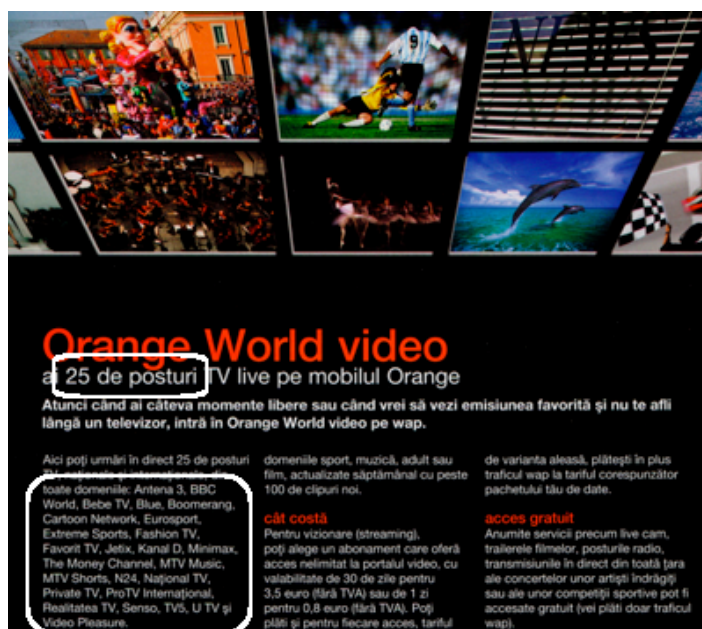 NEWS
9
Orange World video
ai 25 de posturi TV live pe mobilul Orange
Atunci când ai câteva momente libere sau când vrei să vezi emisiunea favorită şi nu te afli
lângă un televizor, intră în Orange World video pe wap.
Aici poţi urmări în direct 25 de posturi
TV, naţionale şi internaţionale, din
toate domeniile: Antena 3, BBC
World, Bebe TV, Blue, Boomerang,
Cartoon Network, Eurosport,
Extreme Sports, Fashion TV,
Favorit TV, Jetix, Kanal D, Minimax,
The Money Channel, MTV Music,
MTV Shorts, N24, Naţional TV,
Private TV, ProTV Internaţional,
Realitatea TV, Senso, TV5, U TV şi
Video Pleasure.
domeniile sport, muzică, adult sau
film, actualizate săptămânal cu peste
100 de clipuri noi.
cât costă
Pentru vizionare (streaming),
poţi alege un abonament care oferă
acces nelimitat la portalul video, cu
valabilitate de 30 de zile pentru
3,5 euro (fără TVA) sau de 1 zi
pentru 0,8 euro (fără TVA). Poţi
plăti şi pentru fiecare acces, tariful
de varianta aleasă, plăteşti în plus
traficul wap la tariful corespunzător
pachetului tău de date.
acces gratuit
Anumite servicii precum live cam,
trailerele filmelor, posturile radio,
transmisiunile în direct din toată ţara
ale concertelor unor artişti îndrăgiţi
sau ale unor competiţii sportive pot fi
accesate gratuit (vei plăti doar traficul
wap).